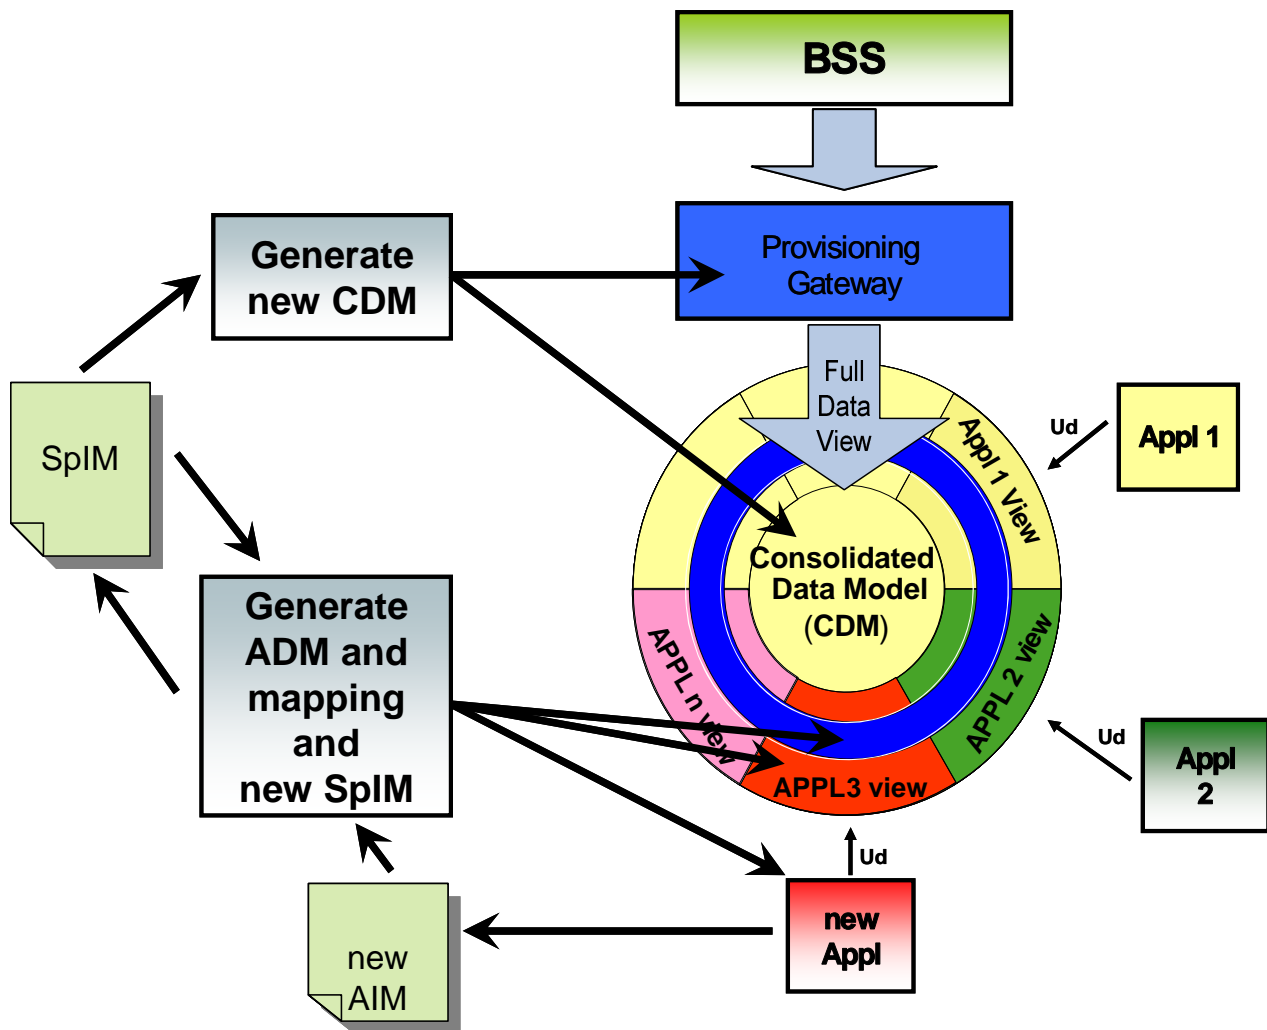 BSS
Provisioning
Gateway
Generate
new CDM
Full
Data
View
SpIM
Appl 1 View
Ud
Appl 1
Consolidated
Data Model
(CDM)
Generate
ADM and
mapping
and
new SpIM
APPL n view
APPL 2 view
APPL3 view
Ud
Appl
2
Ud
new
Appl
new
AIM